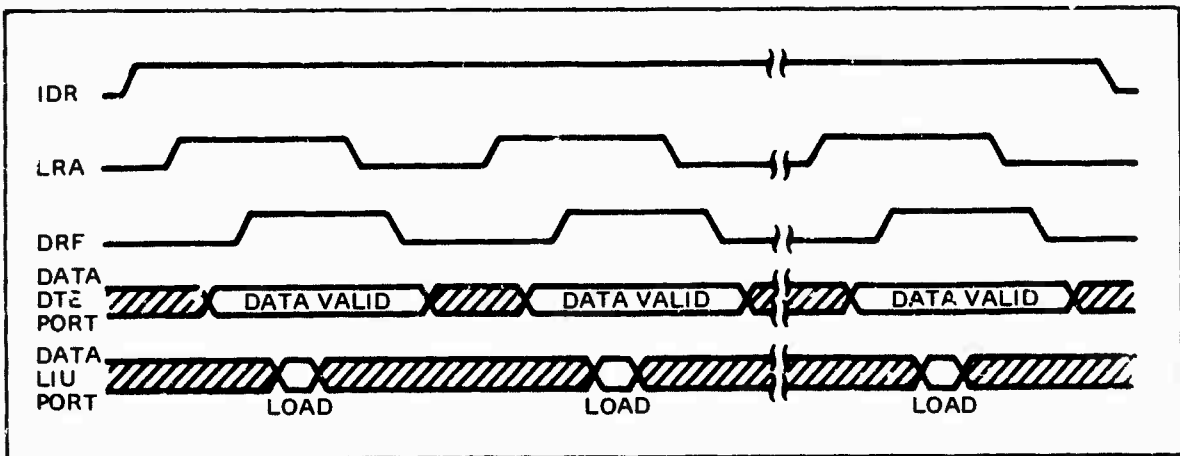 IDR
LRA
DRF
DATA
DTE
PORT
DATA VALID
DATA VALID
DATA VALID
DATA
LIU
PORT
LOAD
LOAD
LOAD